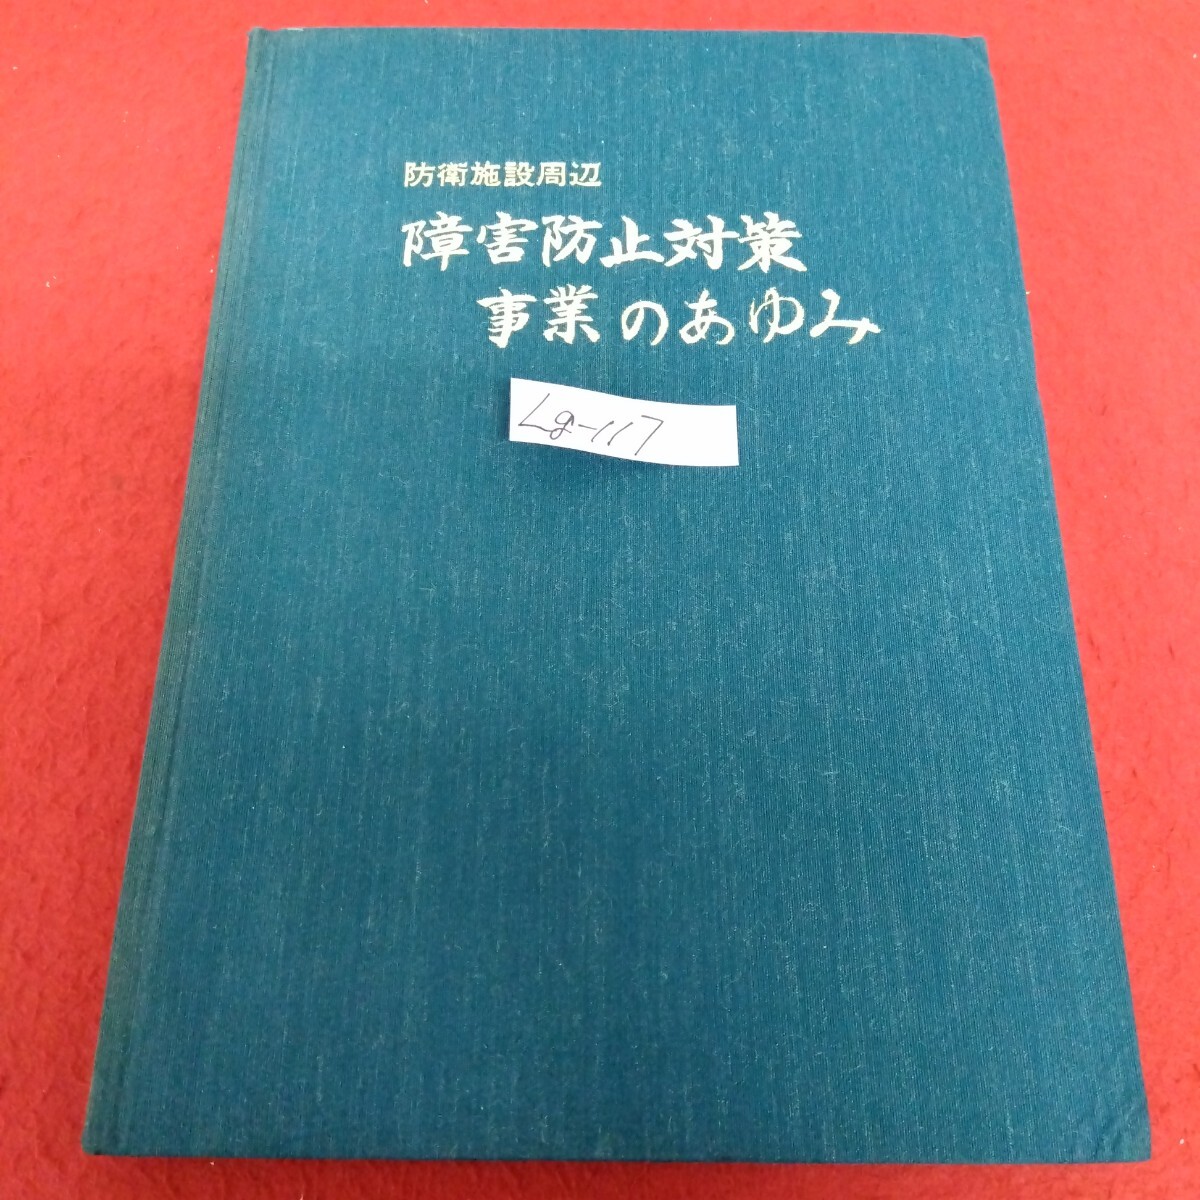 防衛施設周辺
障害防止対策
事業のあゆみ
Lg-117